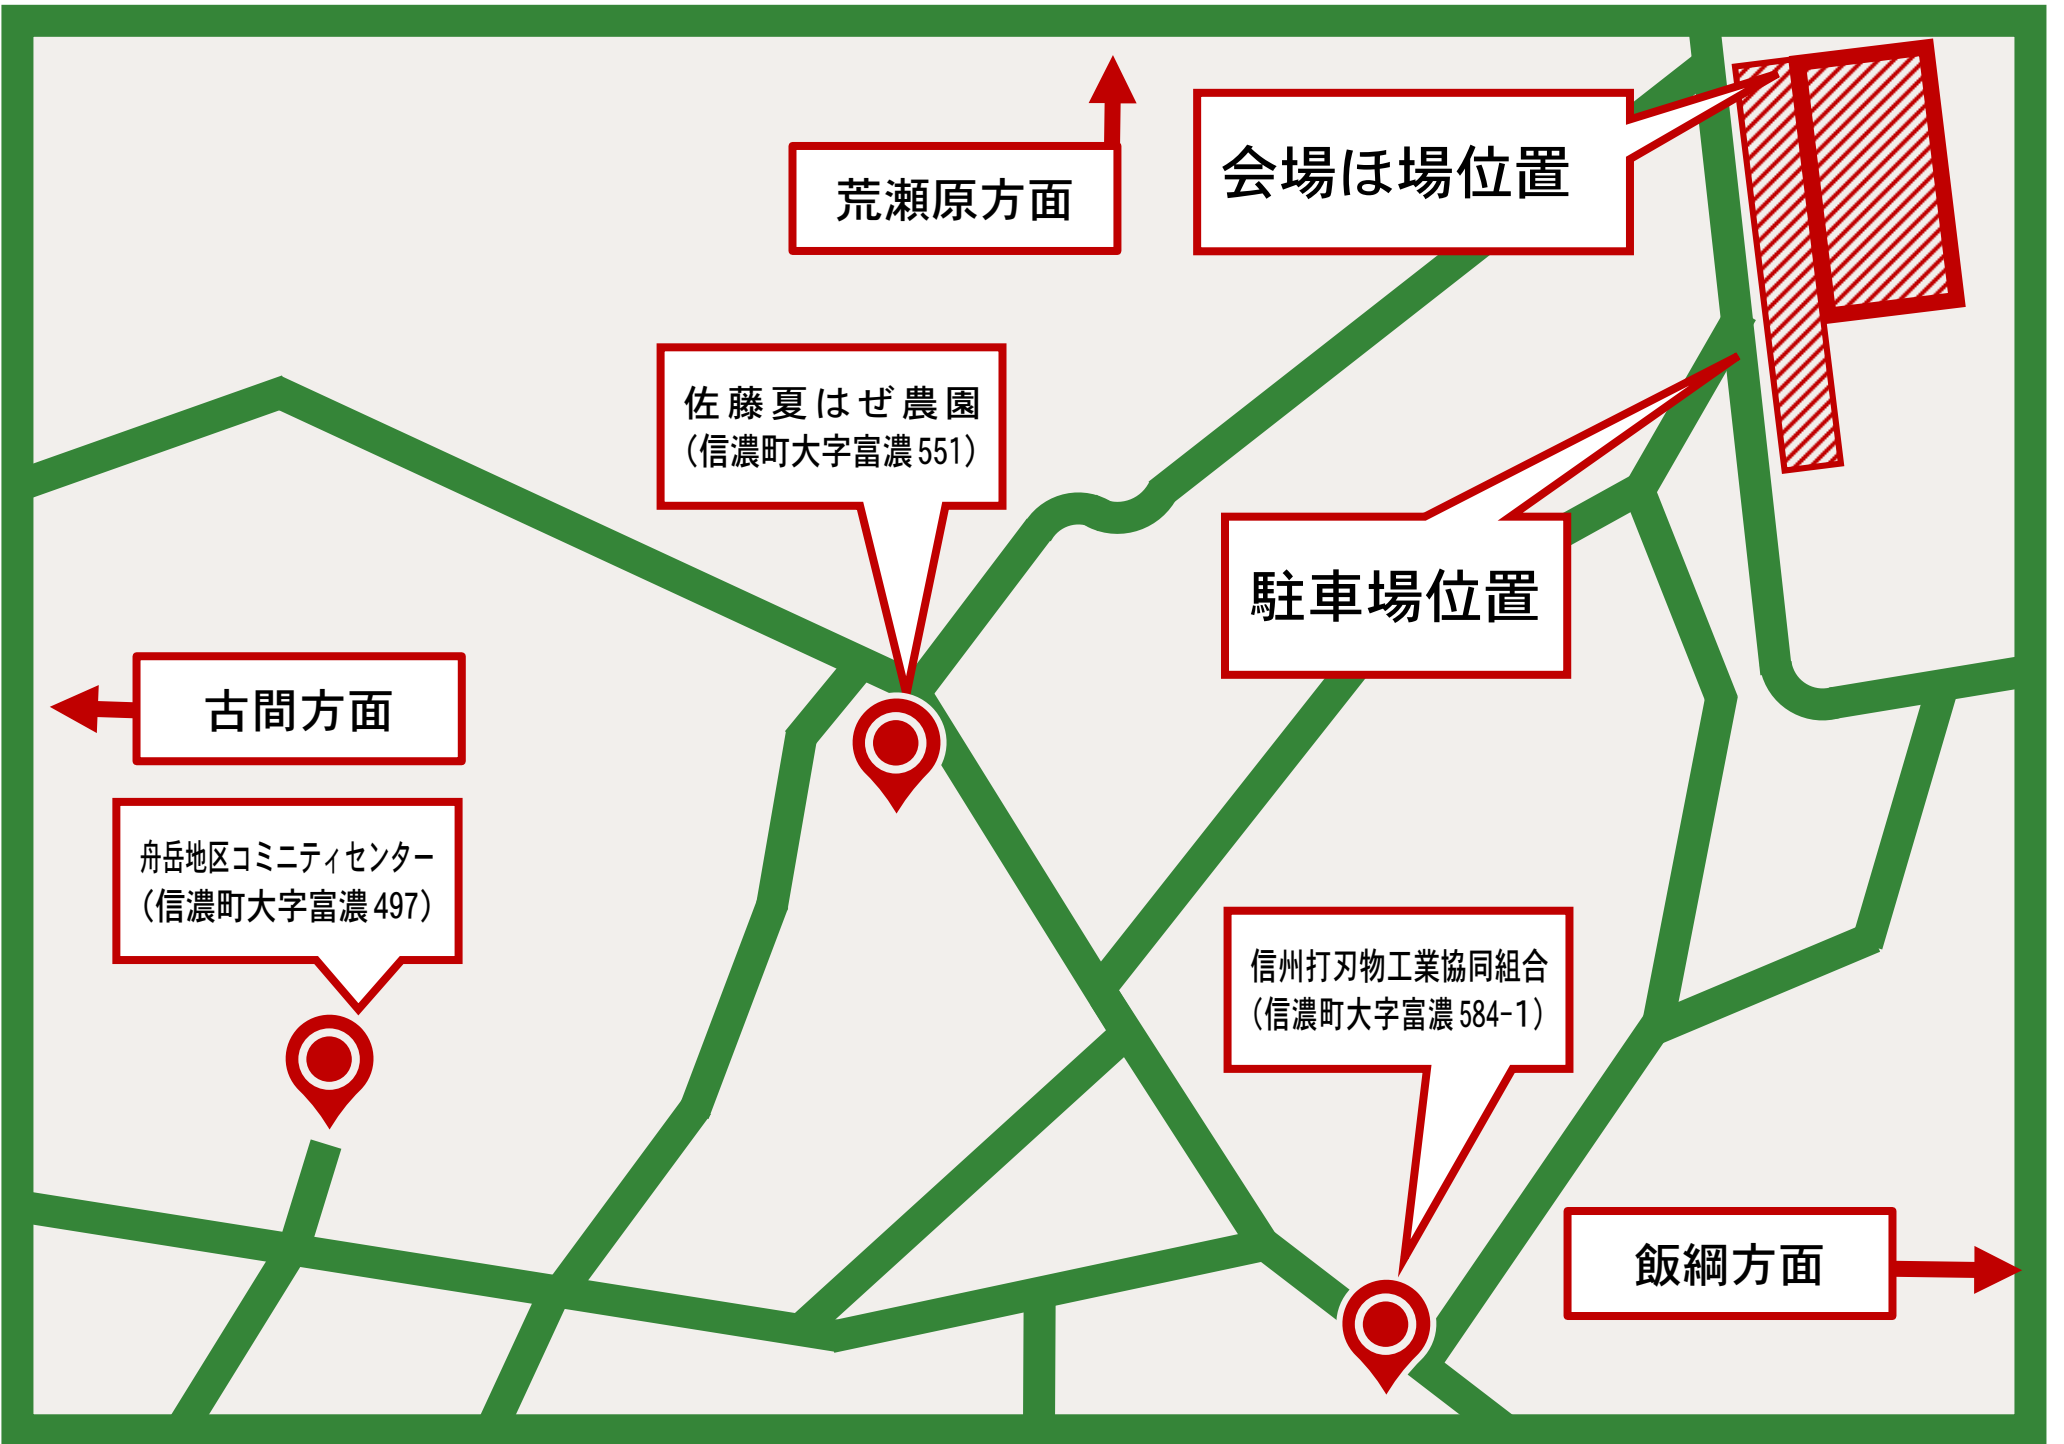 荒瀬原方面
会場ほ場位置
佐藤夏はぜ農園
（信濃町大字富濃551）
駐車場位置
古間方面
舟岳地区コミニティセンター
（信濃町大字富濃497）
信州打刃物工業協同組合
（信濃町大字富濃584-1）
飯綱方面